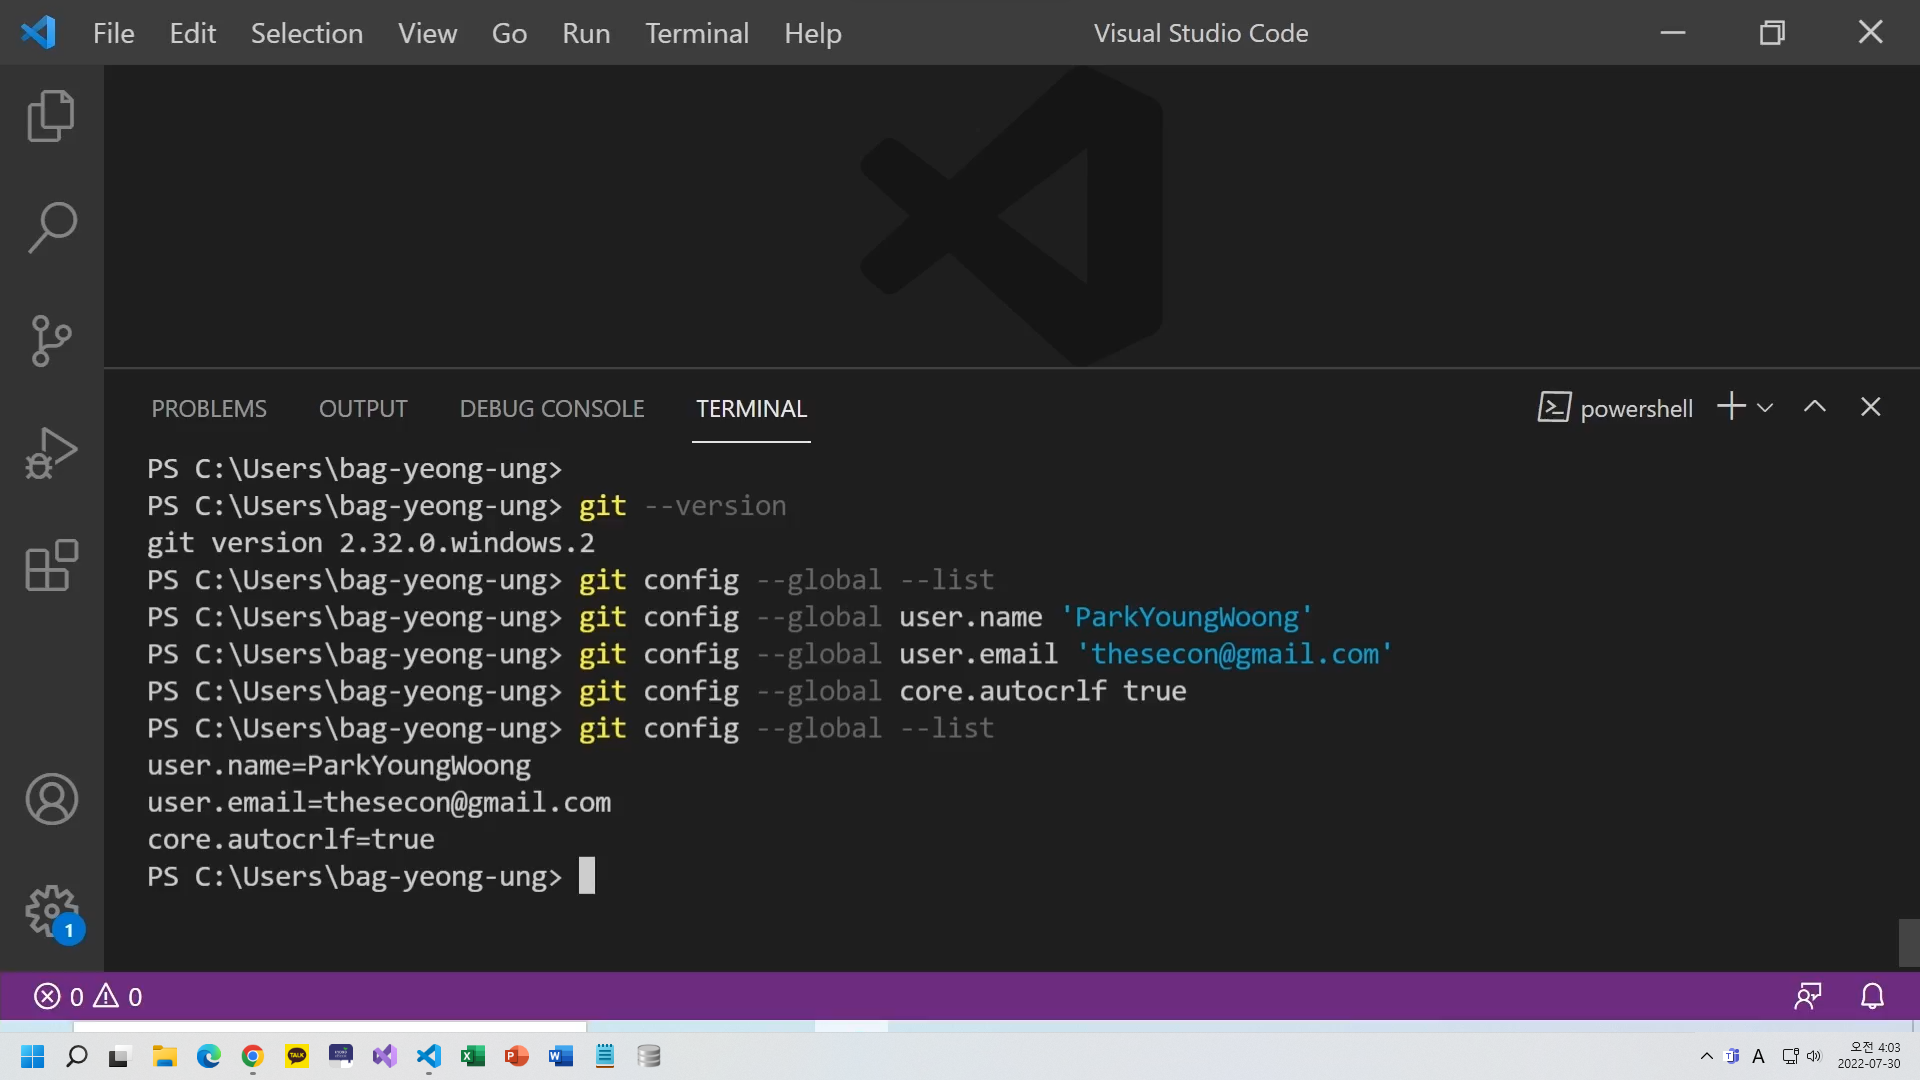 File Edit Selection View Go Run Terminal Help Visual Studio Code
PROBLEMS OUTPUT DEBUG CONSOLE TERMINAL powershell
PS C:\Users\bag-yeong-ung>
PS C:\Users\bag-yeong-ung> git --version
git version 2.32.0.windows.2
PS C:\Users\bag-yeong-ung> git config --global --list
PS C:\Users\bag-yeong-ung> git config --global user.name 'ParkYoungWoong'
PS C:\Users\bag-yeong-ung> git config --global user.email 'thesecon@gmail.com'
PS C:\Users\bag-yeong-ung> git config --global core.autocrlf true
PS C:\Users\bag-yeong-ung> git config --global --list
user.name=ParkYoungWoong
user.email=thesecon@gmail.com
core.autocrlf=true
PS C:\Users\bag-yeong-ung>
1
0 0
TALK A 오전 4:03
2022-07-30